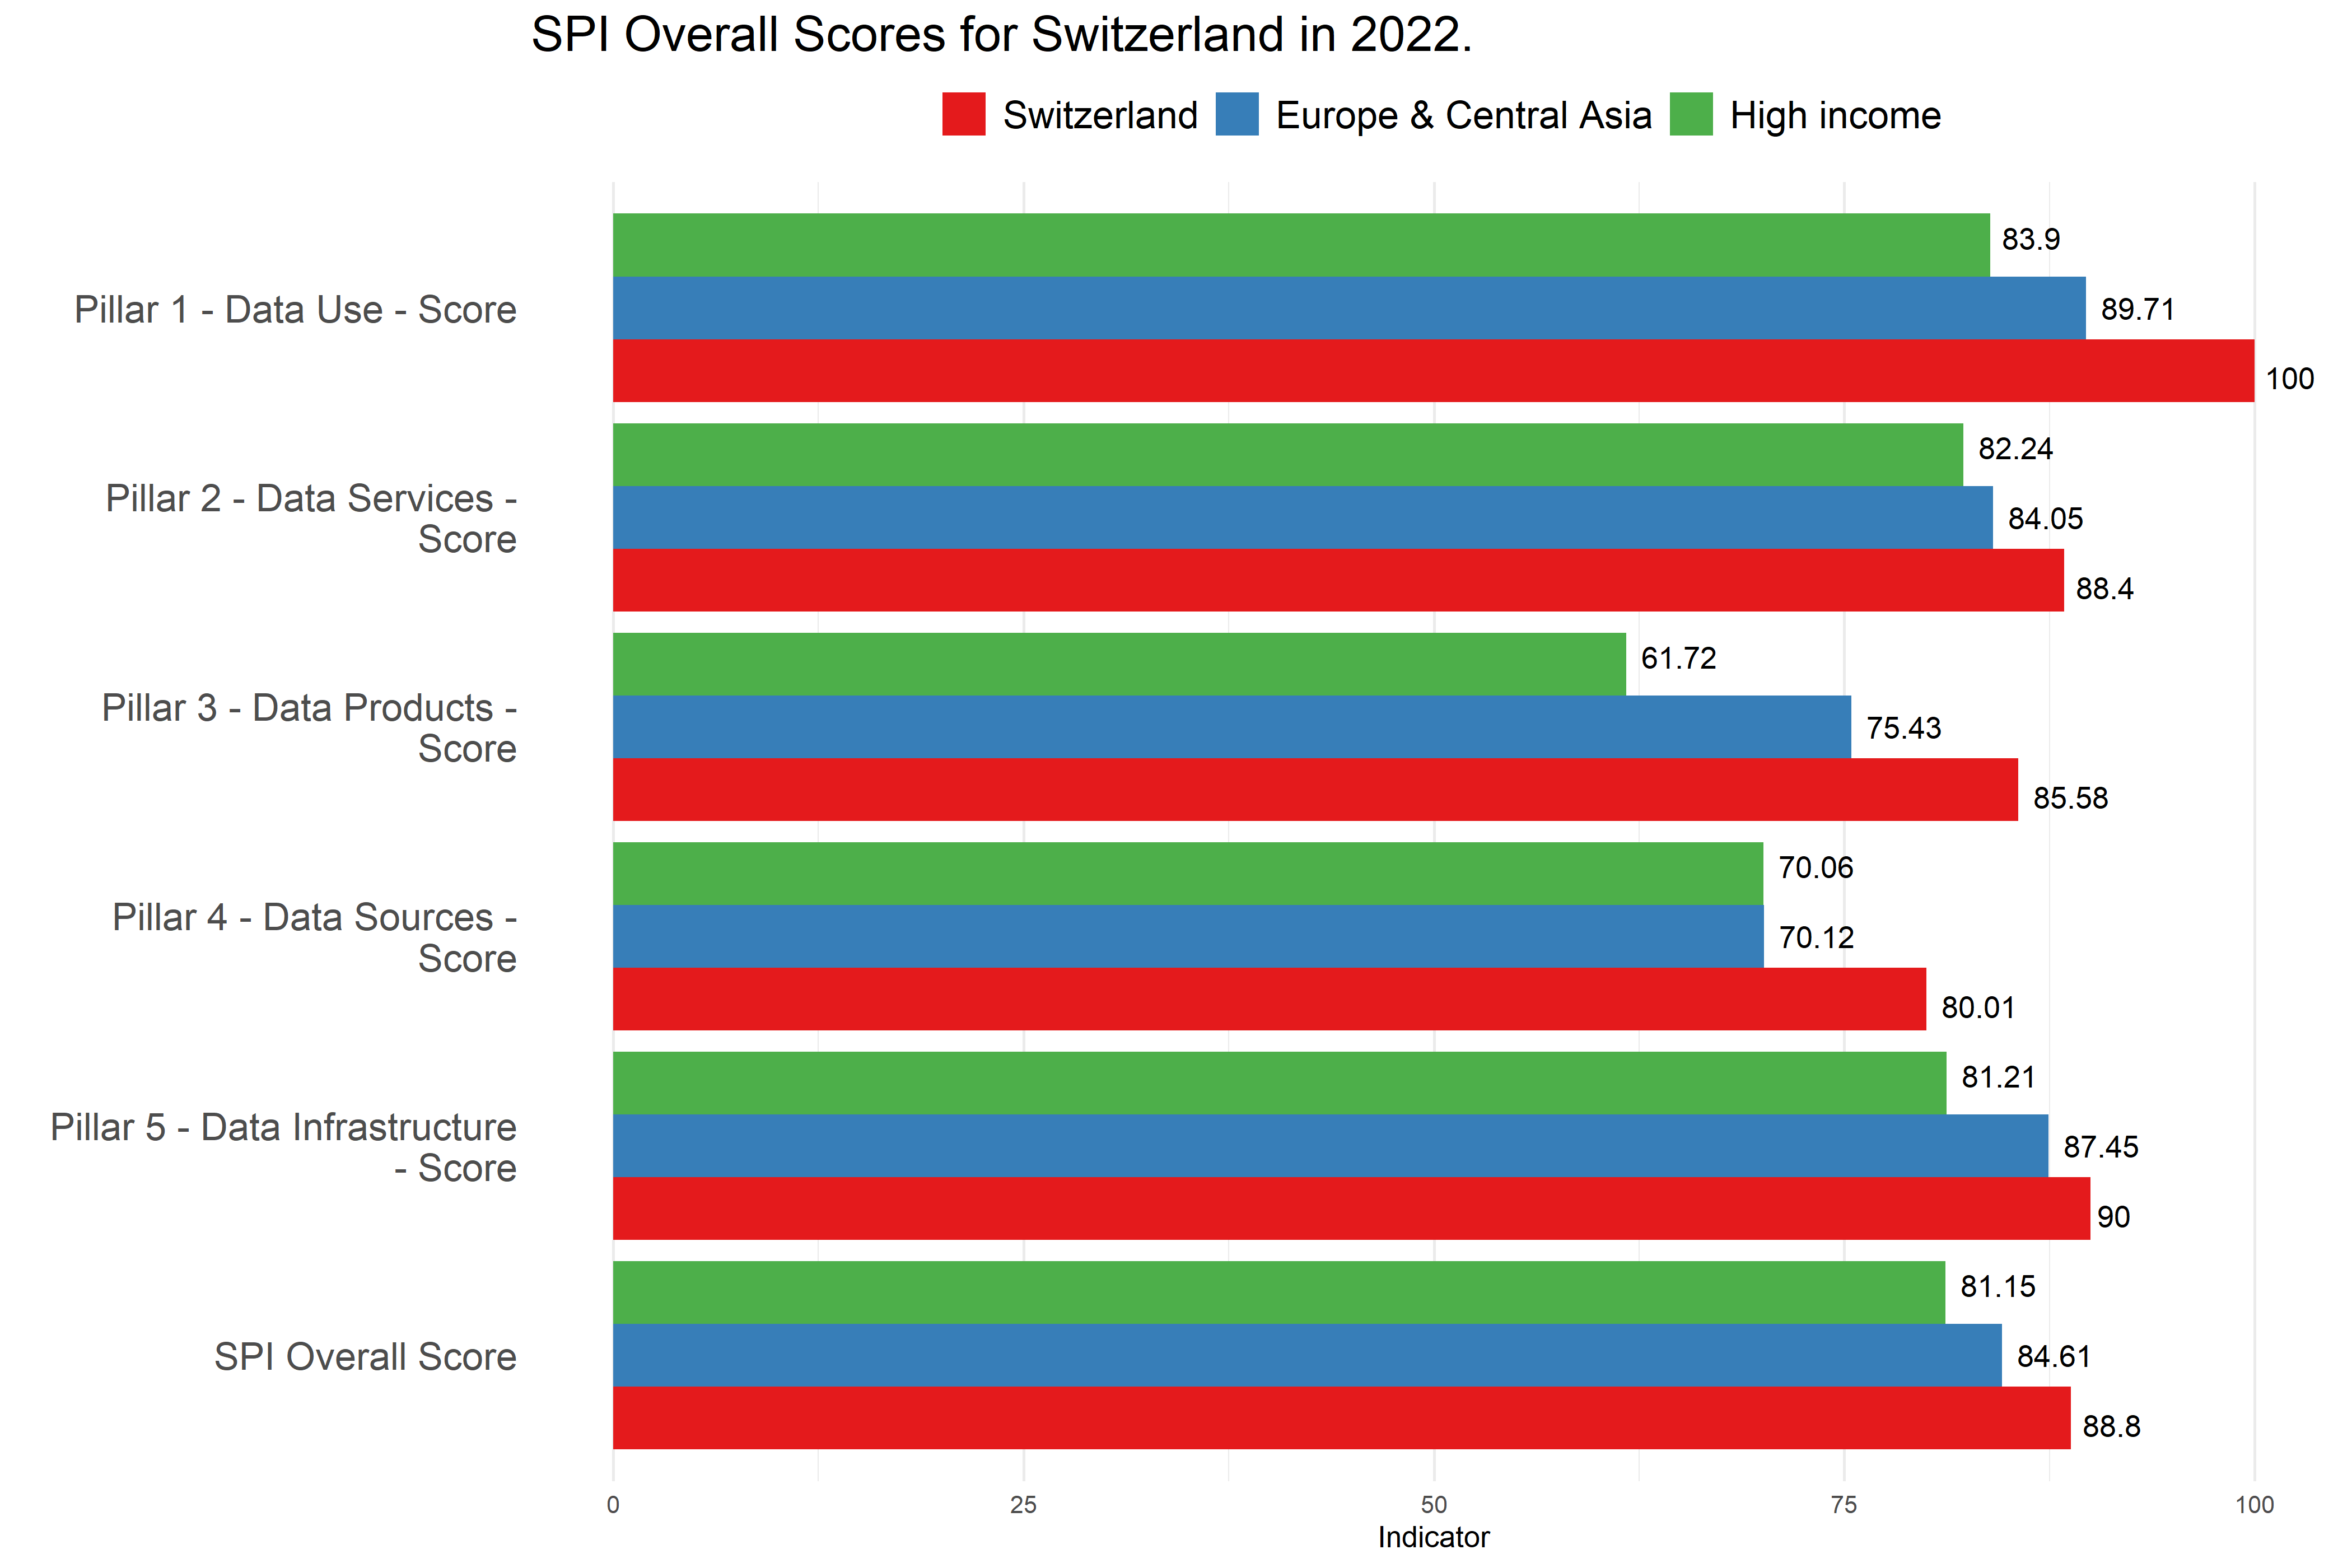 SPI Overall Scores for Switzerland in 2022.
Switzerland Europe & Central Asia High income
Pillar 1 - Data Use - Score
83.9
89.71
100
Pillar 2 - Data Services -
Score
82.24
84.05
88.4
Pillar 3 - Data Products -
Score
61.72
75.43
85.58
Pillar 4 - Data Sources -
Score
70.06
70.12
80.01
Pillar 5 - Data Infrastructure
- Score
81.21
87.45
90
SPI Overall Score
81.15
84.61
88.8
0 25 50 75 100
Indicator